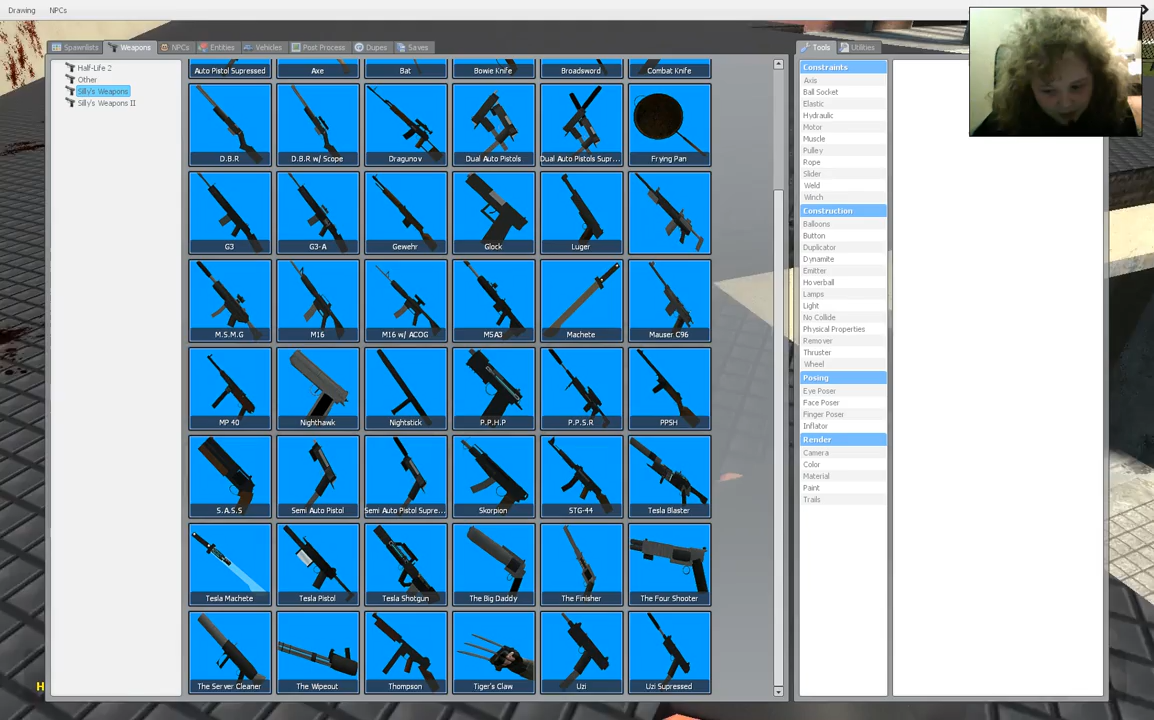 Drawing NPCs
Spawnlists Weapons NPCs Entities Vehicles Post Process Dupes Saves
Half-Life 2
Other
Silly's Weapons
Silly's Weapons II
Auto Pistol Supressed Axe Bat Bowie Knife Broadsword Combat Knife
D.B.R D.B.R w/ Scope Dragunov Dual Auto Pistols Dual Auto Pistols Supr... Frying Pan
G3 G3-A Gewehr Glock Luger
M.S.M.G M16 M16 w/ ACOG M5A3 Machete Mauser C96
MP 40 Nighthawk Nightstick P.P.H.P P.P.S.R PPSH
S.A.S.S Semi Auto Pistol Semi Auto Pistol Supre... Skorpion STG-44 Tesla Blaster
Tesla Machete Tesla Pistol Tesla Shotgun The Big Daddy The Finisher The Four Shooter
The Server Cleaner The Wipeout Thompson Tiger's Claw Uzi Uzi Supressed
Tools Utilities
Constraints
Axis
Ball Socket
Elastic
Hydraulic
Motor
Muscle
Pulley
Rope
Slider
Weld
Winch
Construction
Balloons
Button
Duplicator
Dynamite
Emitter
Hoverball
Lamps
Light
No Collide
Physical Properties
Remover
Thruster
Wheel
Posing
Eye Poser
Face Poser
Finger Poser
Inflator
Render
Camera
Color
Material
Paint
Trails
H